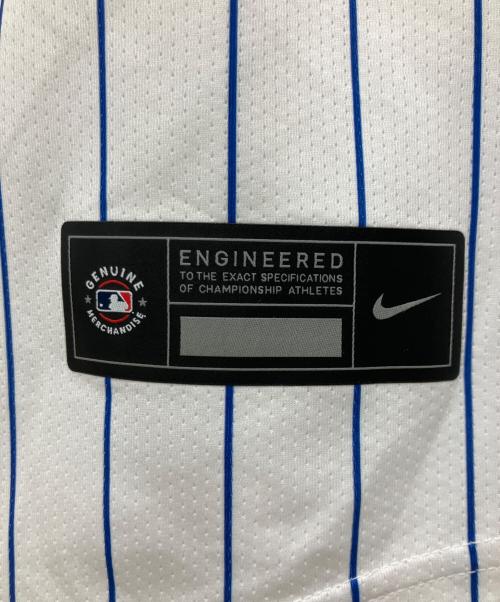 GENUINE
MERCHANDISE
ENGINEERED
TO THE EXACT SPECIFICATIONS
OF CHAMPIONSHIP ATHLETES